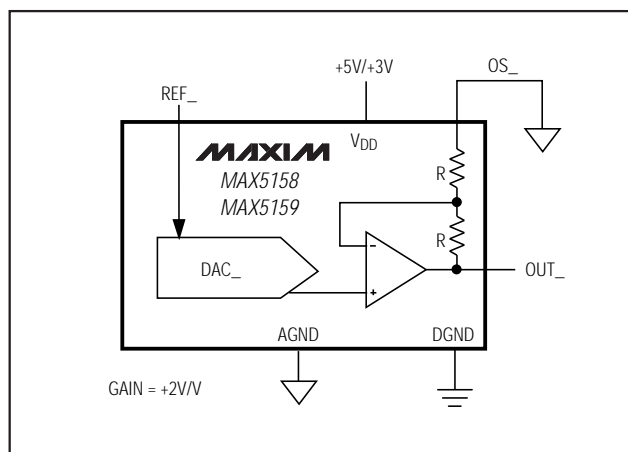 +5V/+3V
OS_
REF_
VDD
MAXIM
MAX5158
MAX5159
R
R
DAC_
−
+
OUT_
AGND
DGND
GAIN = +2V/V